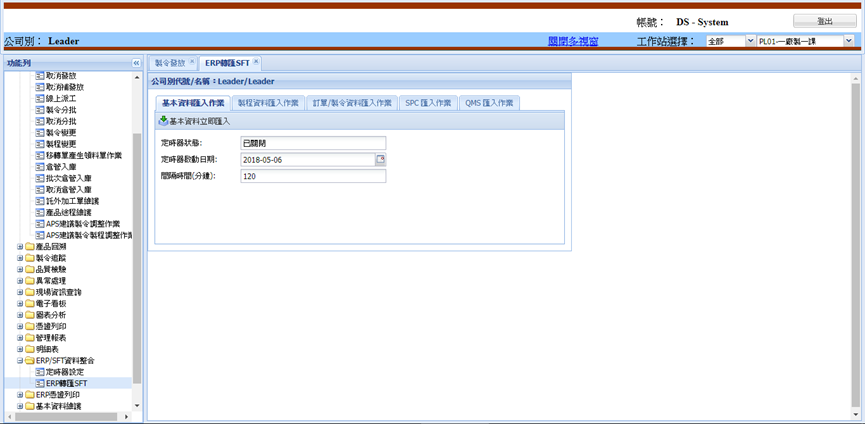 帳號： DS - System 登出
公司別： Leader 關閉多視窗 工作站選擇： 全部 PL01-一廠製一課
功能列
取消發放
取消補發放
線上派工
製令分批
取消分批
製令變更
製程變更
移轉單產生領料單作業
倉管入庫
批次倉管入庫
取消倉管入庫
託外加工單維護
產品途程維護
APS建議製令調整作業
APS建議製令製程調整作業
產品回溯
製令追蹤
品質檢驗
異常處理
現場資訊查詢
電子看板
圖表分析
憑證列印
管理報表
明細表
ERP/SFT資料整合
定時器設定
ERP轉匯SFT
ERP憑證列印
基本資料維護
製令發放 ERP轉匯SFT
公司別代號/名稱：Leader/Leader
基本資料匯入作業 製程資料匯入作業 訂單/製令資料匯入作業 SPC 匯入作業 QMS 匯入作業
基本資料立即匯入
定時器狀態: 已關閉
定時器啟動日期: 2018-05-06
間隔時間(分鐘): 120